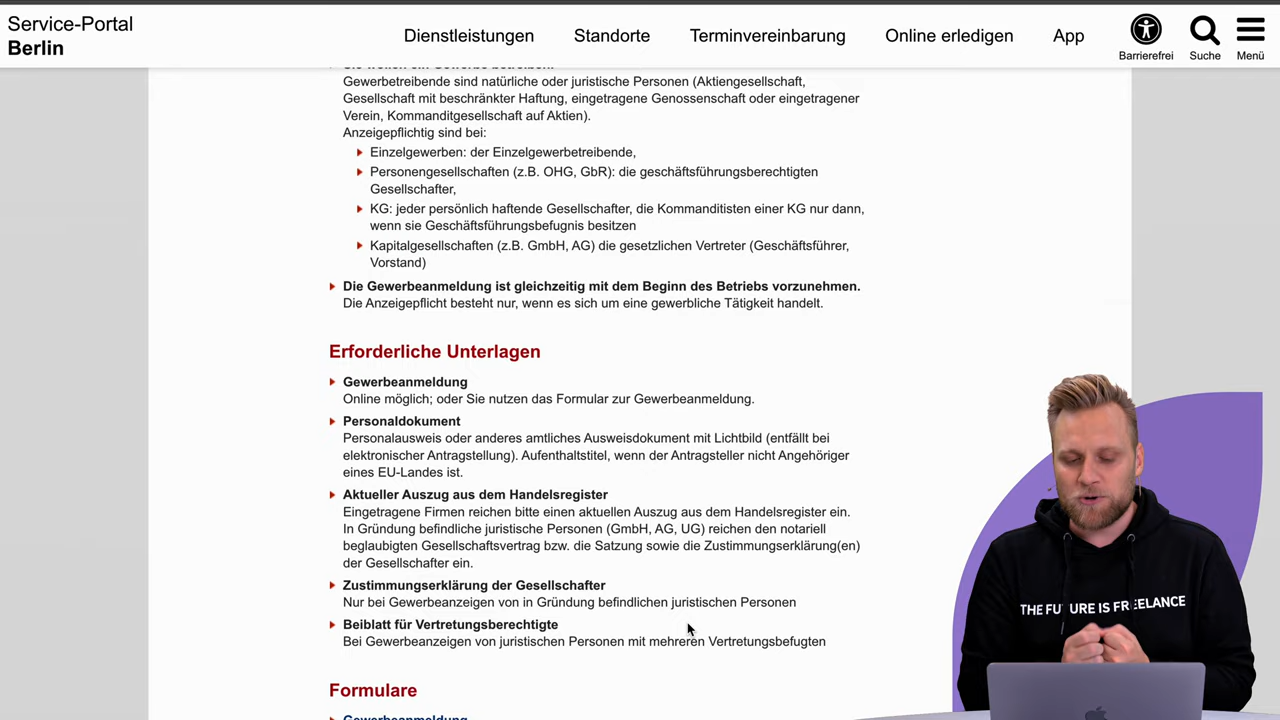 Service-Portal
Berlin
Dienstleistungen
Standorte
Terminvereinbarung
Online erledigen
App
Barrierefrei
Suche
Menü
Sie wollen ein Gewerbe betreiben.
Gewerbetreibende sind natürliche oder juristische Personen (Aktiengesellschaft,
Gesellschaft mit beschränkter Haftung, eingetragene Genossenschaft oder eingetragener
Verein, Kommanditgesellschaft auf Aktien).
Anzeigepflichtig sind bei:
Einzelgewerben: der Einzelgewerbetreibende,
Personengesellschaften (z.B. OHG, GbR): die geschäftsführungsberechtigten
Gesellschafter,
KG: jeder persönlich haftende Gesellschafter, die Kommanditisten einer KG nur dann,
wenn sie Geschäftsführungsbefugnis besitzen
Kapitalgesellschaften (z.B. GmbH, AG) die gesetzlichen Vertreter (Geschäftsführer,
Vorstand)
Die Gewerbeanmeldung ist gleichzeitig mit dem Beginn des Betriebs vorzunehmen.
Die Anzeigepflicht besteht nur, wenn es sich um eine gewerbliche Tätigkeit handelt.
Erforderliche Unterlagen
Gewerbeanmeldung
Online möglich; oder Sie nutzen das Formular zur Gewerbeanmeldung.
Personaldokument
Personalausweis oder anderes amtliches Ausweisdokument mit Lichtbild (entfällt bei
elektronischer Antragstellung). Aufenthaltstitel, wenn der Antragsteller nicht Angehöriger
eines EU-Landes ist.
Aktueller Auszug aus dem Handelsregister
Eingetragene Firmen reichen bitte einen aktuellen Auszug aus dem Handelsregister ein.
In Gründung befindliche juristische Personen (GmbH, AG, UG) reichen den notariell
beglaubigten Gesellschaftsvertrag bzw. die Satzung sowie die Zustimmungserklärung(en)
der Gesellschafter ein.
Zustimmungserklärung der Gesellschafter
Nur bei Gewerbeanzeigen von in Gründung befindlichen juristischen Personen
Beiblatt für Vertretungsberechtigte
Bei Gewerbeanzeigen von juristischen Personen mit mehreren Vertretungsbefugten
Formulare
Gewerbeanmeldung
THE FUTURE IS FREELANCE